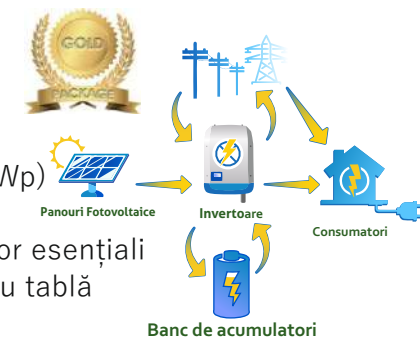 GOLD
PACKAGE
Wp)
Panouri Fotovoltaice
Invertoare
Consumatori
or esențiali
u tablă
Banc de acumulatori